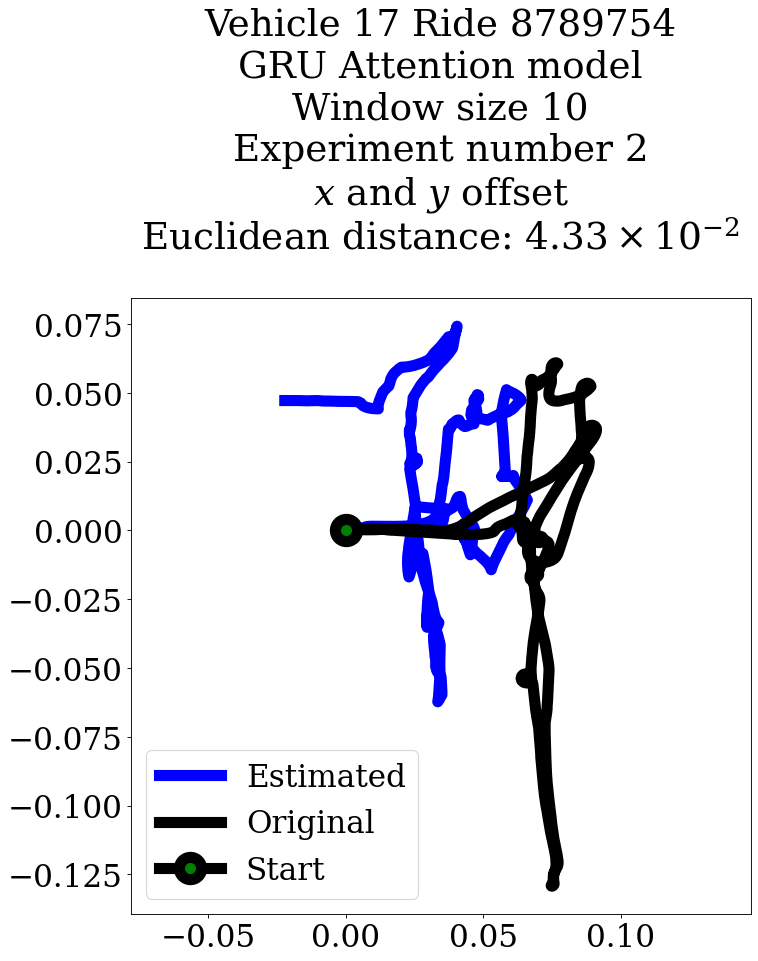 Vehicle 17 Ride 8789754
GRU Attention model
Window size 10
Experiment number 2
x and y offset
Euclidean distance: 4.33 × 10⁻²
0.075
0.050
0.025
0.000
−0.025
−0.050
−0.075
−0.100
−0.125
Estimated
Original
Start
−0.05 0.00 0.05 0.10